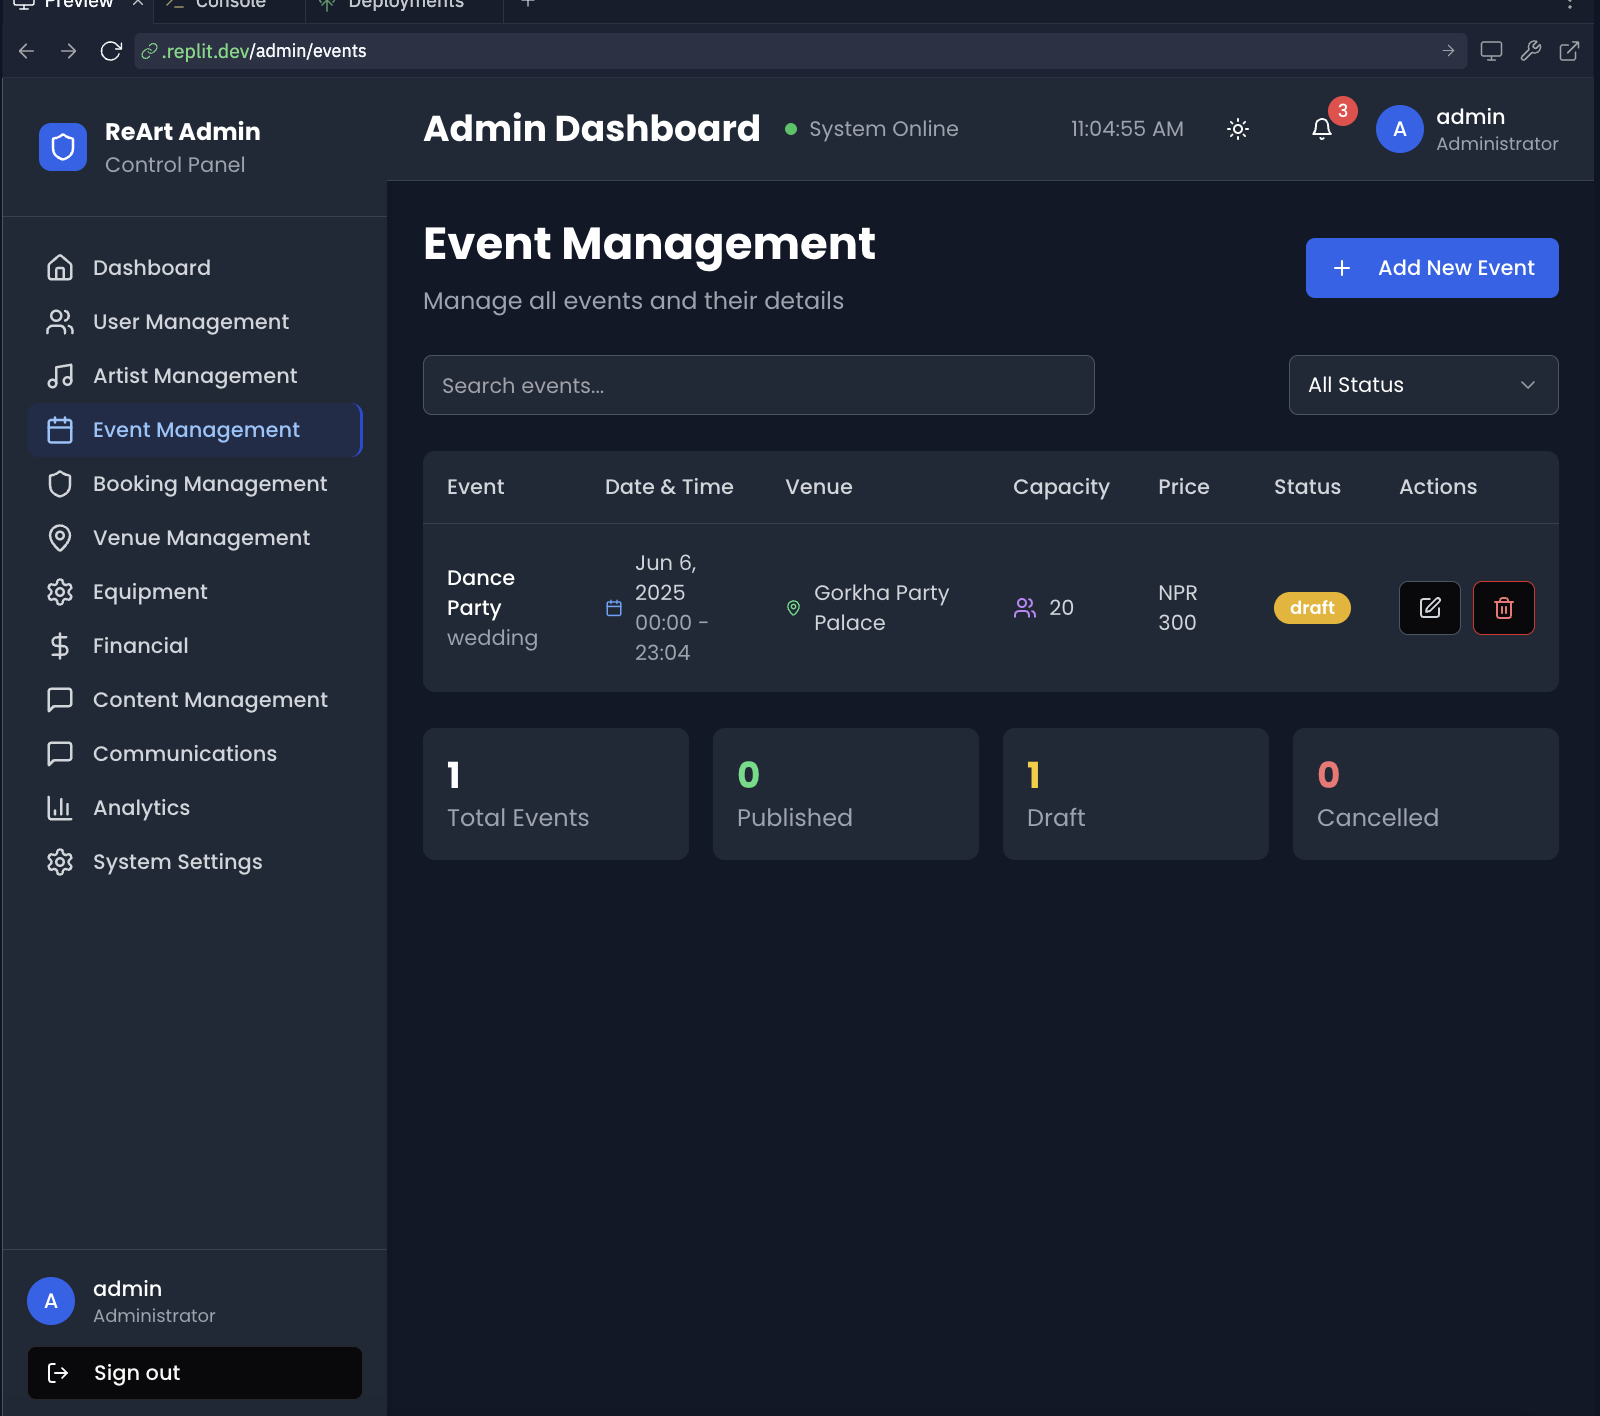 Preview
Console
Deployments
.replit.dev/admin/events
ReArt Admin
Control Panel
Dashboard
User Management
Artist Management
Event Management
Booking Management
Venue Management
Equipment
Financial
Content Management
Communications
Analytics
System Settings
A
admin
Administrator
Sign out
Admin Dashboard
System Online
11:04:55 AM
3
A
admin
Administrator
Event Management
Manage all events and their details
Add New Event
Search events...
All Status
Event Date & Time Venue Capacity Price Status Actions
Dance
Party
wedding
Jun 6,
2025
00:00 -
23:04
Gorkha Party
Palace
20
NPR
300
draft
1
Total Events
0
Published
1
Draft
0
Cancelled